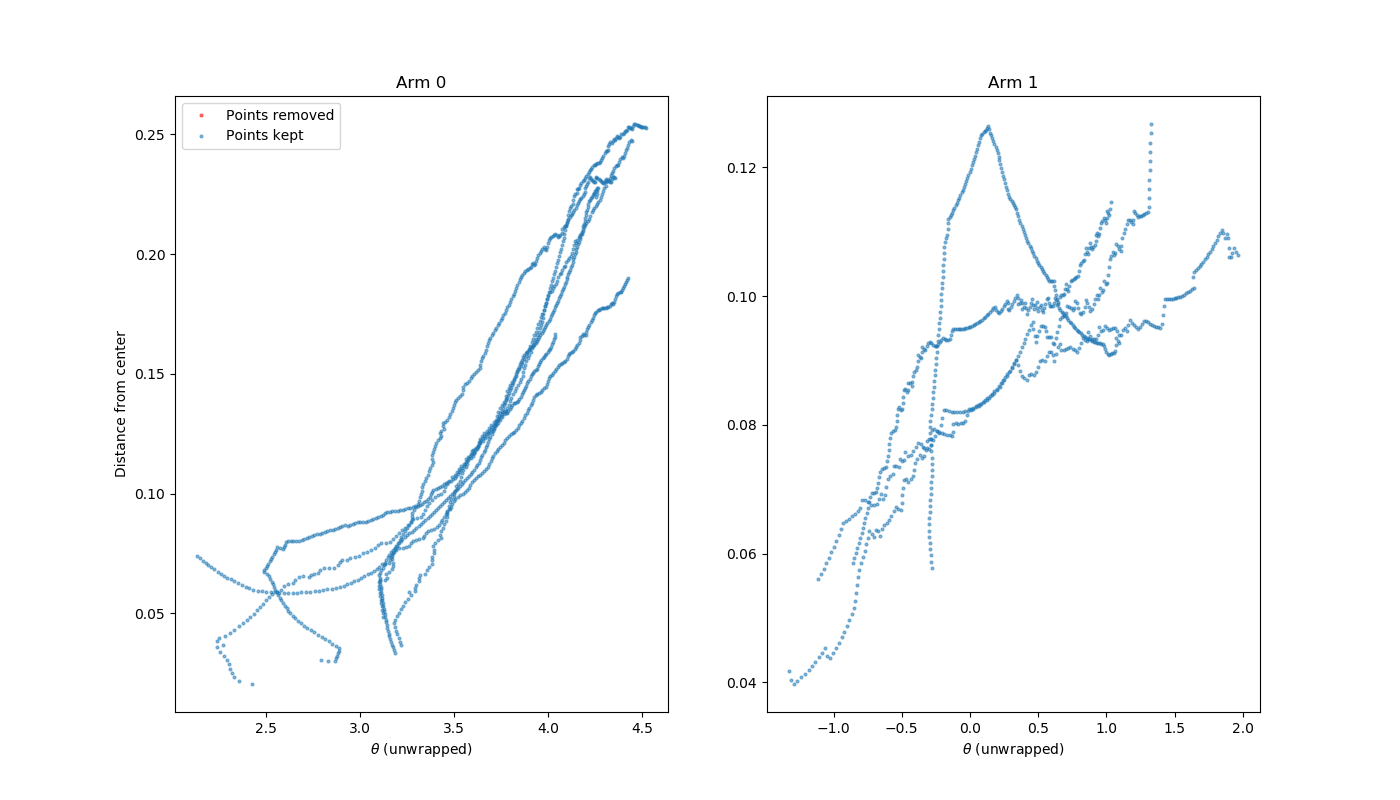 Arm 0
Points removed
Points kept
Distance from center
0.25
0.20
0.15
0.10
0.05
2.5 3.0 3.5 4.0 4.5
θ (unwrapped)
Arm 1
0.12
0.10
0.08
0.06
0.04
−1.0 −0.5 0.0 0.5 1.0 1.5 2.0
θ (unwrapped)